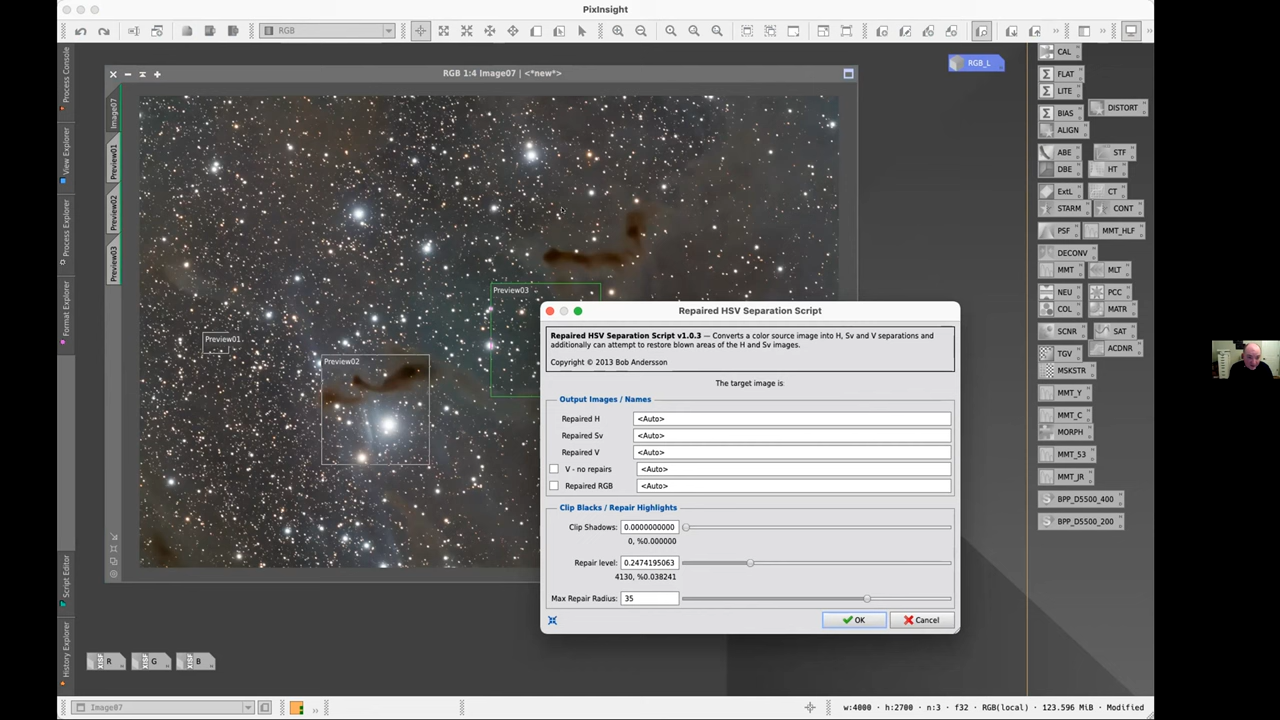 PixInsight
RGB
RGB 1:4 Image07 | <*new*>
RGB_L
Process Console
View Explorer
Process Explorer
Format Explorer
Script Editor
History Explorer
Image07
Preview01
Preview02
Preview03
Preview01
Preview02
Preview03
Repaired HSV Separation Script
Repaired HSV Separation Script v1.0.3 — Converts a color source image into H, Sv and V separations and
additionally can attempt to restore blown areas of the H and Sv images.
Copyright © 2013 Bob Andersson
The target image is
Output Images / Names
Repaired H <Auto>
Repaired Sv <Auto>
Repaired V <Auto>
V - no repairs <Auto>
Repaired RGB <Auto>
Clip Blacks / Repair Highlights
Clip Shadows: 0.0000000000
0, %0.000000
Repair level: 0.2474195063
4130, %0.038241
Max Repair Radius: 35
OK Cancel
CAL
FLAT
LITE
BIAS DISTORT
ALIGN
ABE STF
DBE HT
ExtL CT
STARM CONT
PSF MMT_HLF
DECONV
MMT MLT
NEU PCC
COL MATR
SCNR SAT
TGV ACDNR
MSKSTR
MMT_Y
MMT_C
MORPH
MMT_53
MMT_JR
BPP_D5500_400
BPP_D5500_200
XISF R XISF G XISF B
Image07
w:4000 · h:2700 · n:3 · f32 · RGB(local) · 123.596 MiB · Modified